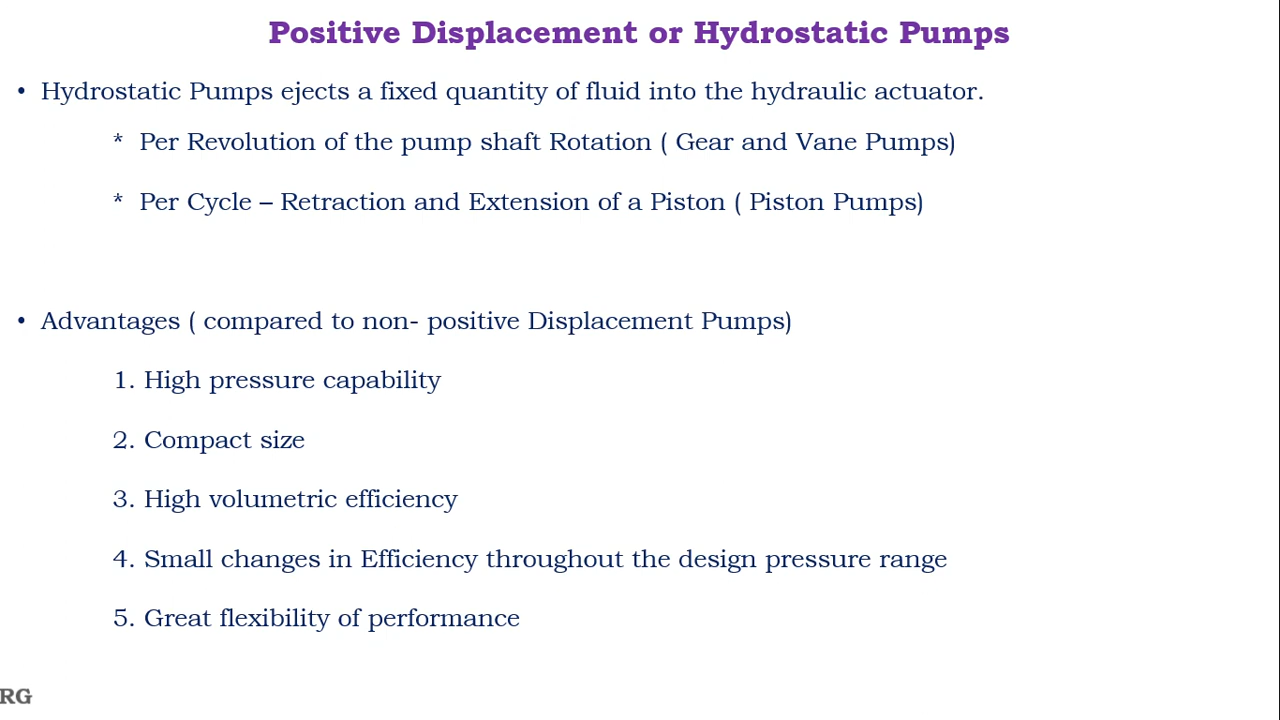 Positive Displacement or Hydrostatic Pumps
• Hydrostatic Pumps ejects a fixed quantity of fluid into the hydraulic actuator.
* Per Revolution of the pump shaft Rotation ( Gear and Vane Pumps)
* Per Cycle – Retraction and Extension of a Piston ( Piston Pumps)
• Advantages ( compared to non- positive Displacement Pumps)
1. High pressure capability
2. Compact size
3. High volumetric efficiency
4. Small changes in Efficiency throughout the design pressure range
5. Great flexibility of performance
RG